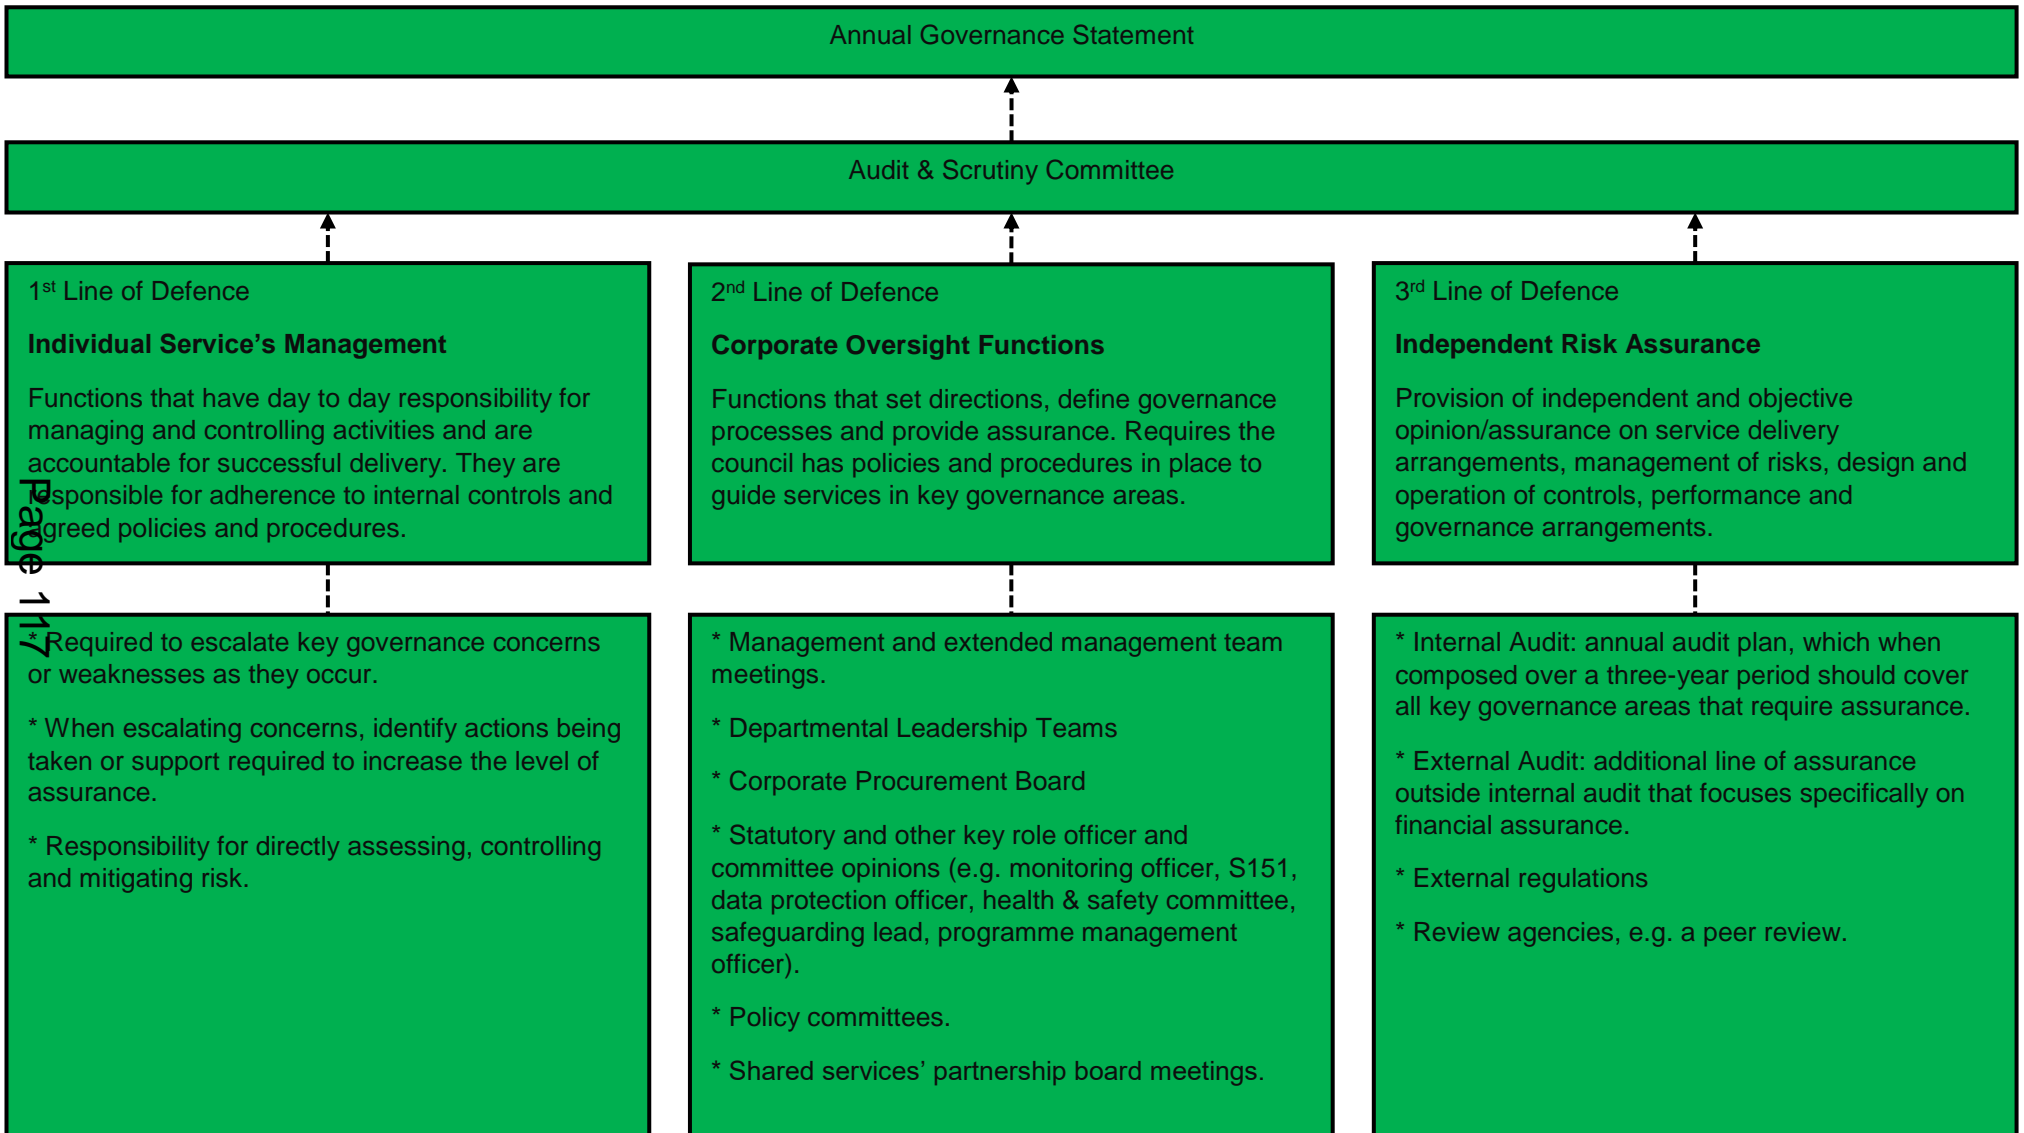 Annual Governance Statement
Audit & Scrutiny Committee
1st Line of Defence
Individual Service's Management
Functions that have day to day responsibility for
managing and controlling activities and are
accountable for successful delivery. They are
responsible for adherence to internal controls and
agreed policies and procedures.
* Required to escalate key governance concerns
or weaknesses as they occur.
* When escalating concerns, identify actions being
taken or support required to increase the level of
assurance.
* Responsibility for directly assessing, controlling
and mitigating risk.
2nd Line of Defence
Corporate Oversight Functions
Functions that set directions, define governance
processes and provide assurance. Requires the
council has policies and procedures in place to
guide services in key governance areas.
* Management and extended management team
meetings.
* Departmental Leadership Teams
* Corporate Procurement Board
* Statutory and other key role officer and
committee opinions (e.g. monitoring officer, S151,
data protection officer, health & safety committee,
safeguarding lead, programme management
officer).
* Policy committees.
* Shared services' partnership board meetings.
3rd Line of Defence
Independent Risk Assurance
Provision of independent and objective
opinion/assurance on service delivery
arrangements, management of risks, design and
operation of controls, performance and
governance arrangements.
* Internal Audit: annual audit plan, which when
composed over a three-year period should cover
all key governance areas that require assurance.
* External Audit: additional line of assurance
outside internal audit that focuses specifically on
financial assurance.
* External regulations
* Review agencies, e.g. a peer review.
Page 117